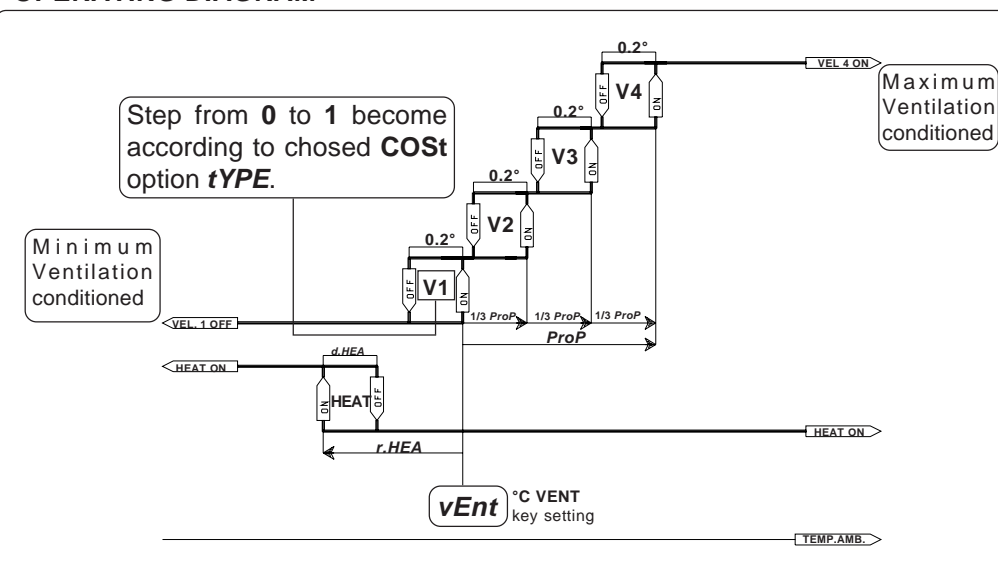 0.2°
VEL 4 ON
OFF
V4
ON
Maximum
Ventilation
conditioned
Step from 0 to 1 become
according to chosed COSt
option tYPE.
0.2°
OFF
V3
ON
0.2°
OFF
V2
ON
Minimum
Ventilation
conditioned
0.2°
OFF
V1
ON
VEL. 1 OFF
1/3 ProP
1/3 ProP
1/3 ProP
ProP
d.HEA
HEAT ON
ON
HEAT
OFF
HEAT ON
r.HEA
vEnt
°C VENT
key setting
TEMP.AMB.